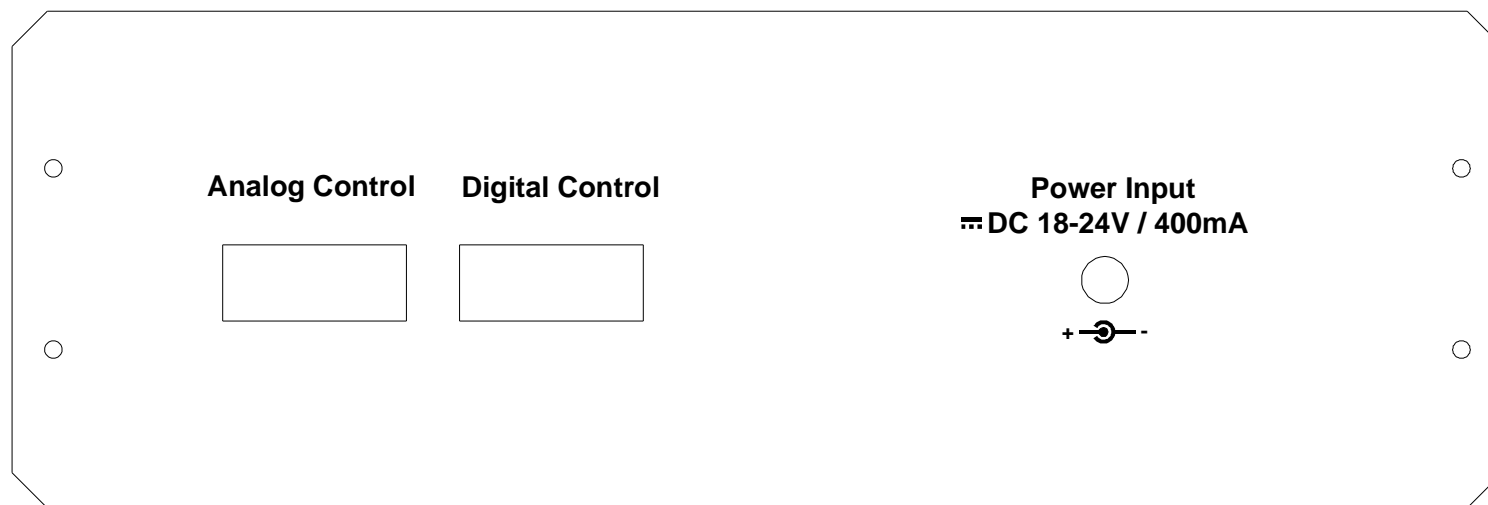 Analog Control
Digital Control
Power Input
⎓ DC 18-24V / 400mA
+ -